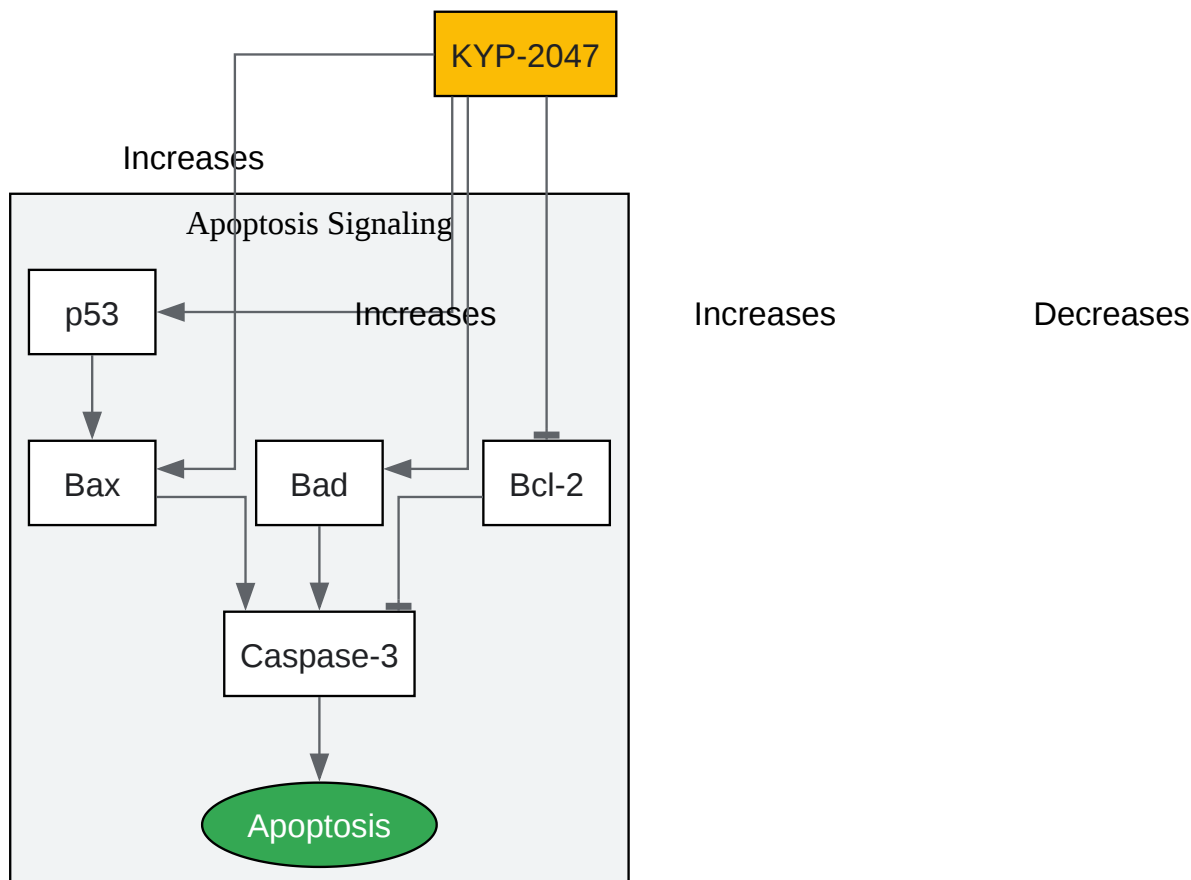 KYP-2047
Increases
Apoptosis Signaling
p53
Increases
Increases
Decreases
Bax
Bad
Bcl-2
Caspase-3
Apoptosis